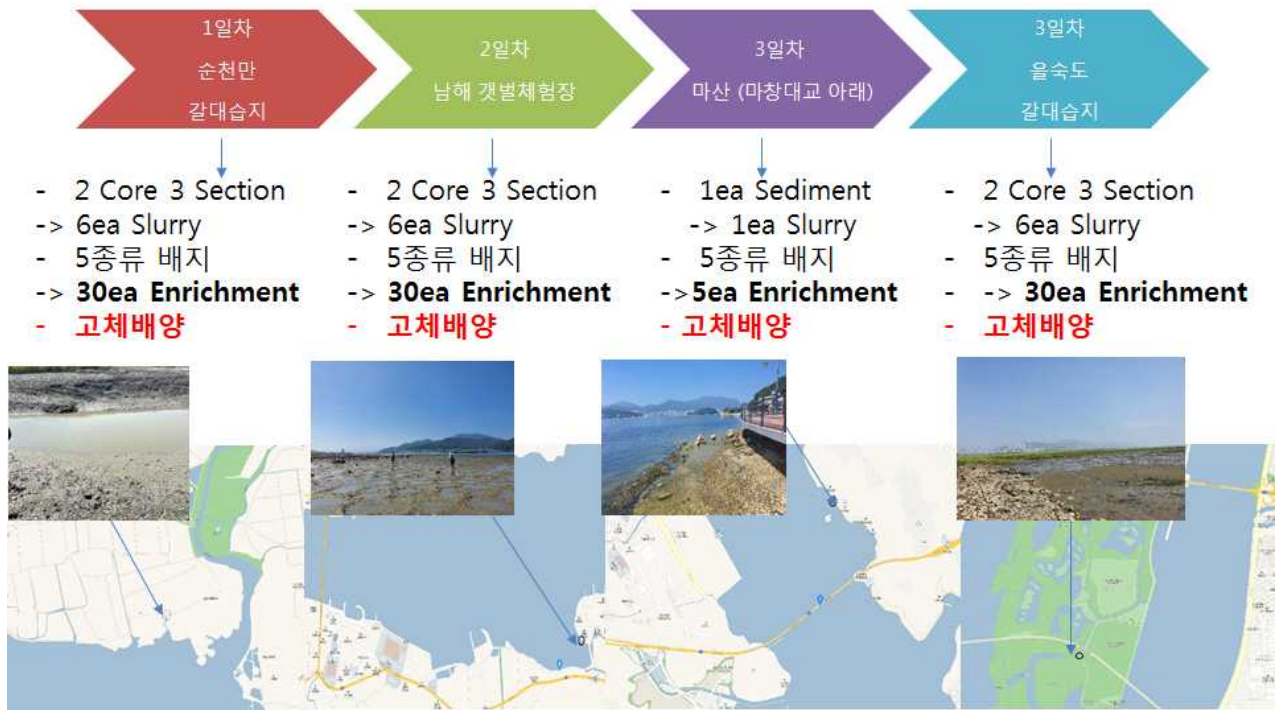 1일차
순천만
갈대습지
2일차
남해 갯벌체험장
3일차
마산 (마창대교 아래)
3일차
을숙도
갈대습지
- 2 Core 3 Section
-> 6ea Slurry
- 5종류 배지
-> 30ea Enrichment
- 고체배양
- 2 Core 3 Section
-> 6ea Slurry
- 5종류 배지
-> 30ea Enrichment
- 고체배양
- 1ea Sediment
-> 1ea Slurry
- 5종류 배지
->5ea Enrichment
- 고체배양
- 2 Core 3 Section
-> 6ea Slurry
- 5종류 배지
- -> 30ea Enrichment
- 고체배양